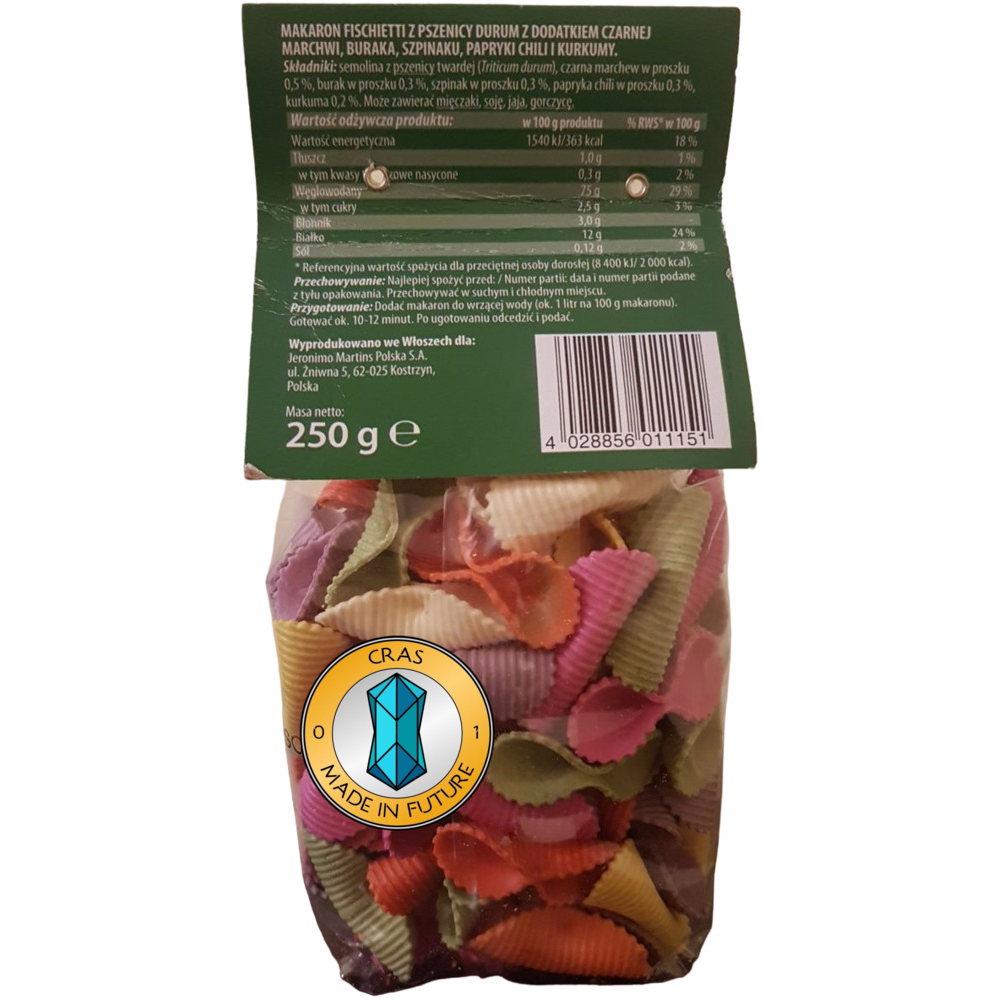 MAKARON FISCHIETTI Z PSZENICY DURUM Z DODATKIEM CZARNEJ
MARCHWI, BURAKA, SZPINAKU, PAPRYKI CHILI I KURKUMY.
Składniki: semolina z pszenicy twardej (Triticum durum), czarna marchew w proszku
0,5 %, burak w proszku 0,3 %, szpinak w proszku 0,3 %, papryka chili w proszku 0,3 %,
kurkuma 0,2 %. Może zawierać mięczaki, soję, jaja, gorczycę.
Wartość odżywcza produktu: w 100 g produktu % RWS* w 100 g
Wartość energetyczna 1540 kJ/363 kcal 18 %
Tłuszcz 1,0 g 1 %
w tym kwasy nasycone 0,3 g 2 %
Węglowodany 75 g 29 %
w tym cukry 2,5 g 3 %
Błonnik 3,0 g -
Białko 12 g 24 %
Sól 0,12 g 2 %
* Referencyjna wartość spożycia dla przeciętnej osoby dorosłej (8 400 kJ/ 2 000 kcal).
Przechowywanie: Najlepiej spożyć przed: / Numer partii: data i numer partii podane
z tyłu opakowania. Przechowywać w suchym i chłodnym miejscu.
Przygotowanie: Dodać makaron do wrzącej wody (ok. 1 litr na 100 g makaronu).
Gotować ok. 10-12 minut. Po ugotowaniu odcedzić i podać.
Wyprodukowano we Włoszech dla:
Jeronimo Martins Polska S.A.
ul. Żniwna 5, 62-025 Kostrzyn,
Polska
Masa netto:
250 g ℮
4 028856 011151
CRAS
0 1
MADE IN FUTURE